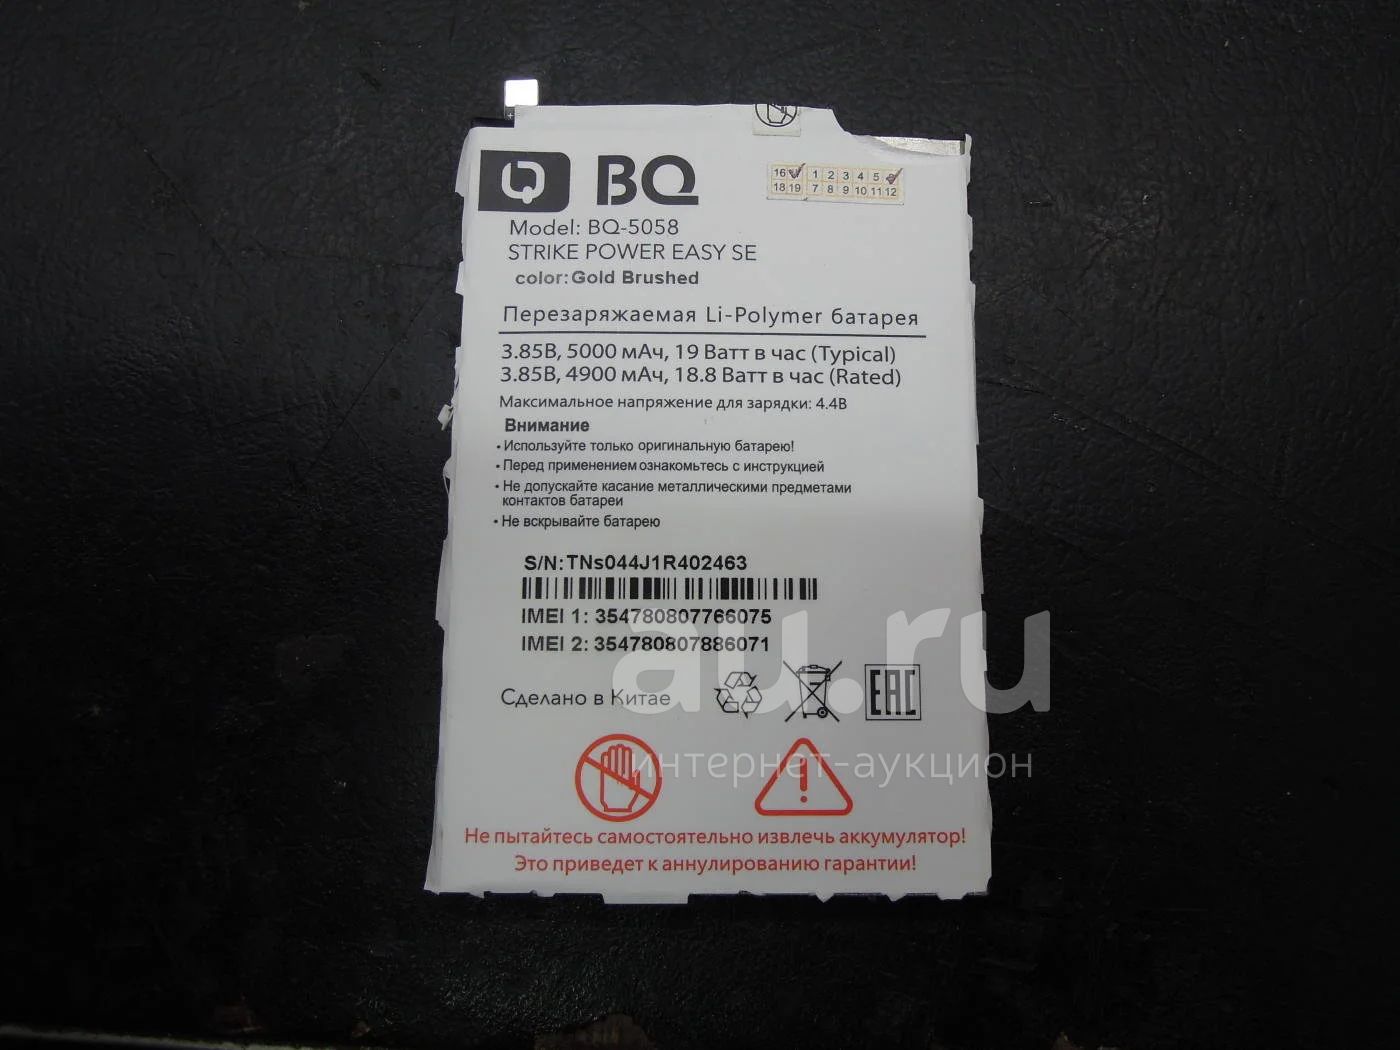 BQ
16 1 2 3 4 5
18 19 7 8 9 10 11 12
Model: BQ-5058
STRIKE POWER EASY SE
color: Gold Brushed
Перезаряжаемая Li-Polymer батарея
3.85В, 5000 мАч, 19 Ватт в час (Typical)
3.85В, 4900 мАч, 18.8 Ватт в час (Rated)
Максимальное напряжение для зарядки: 4.4В
Внимание
• Используйте только оригинальную батарею!
• Перед применением ознакомьтесь с инструкцией
• Не допускайте касание металлическими предметами
контактов батареи
• Не вскрывайте батарею
S/N: TNs044J1R402463
IMEI 1: 354780807766075
IMEI 2: 354780807886071
au.ru
Сделано в Китае
EAC
интернет-аукцион
Не пытайтесь самостоятельно извлечь аккумулятор!
Это приведет к аннулированию гарантии!